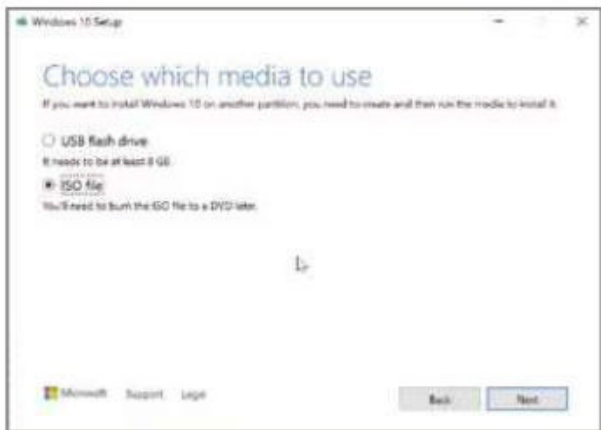 Windows 10 Setup
Choose which media to use
If you want to install Windows 10 on another partition, you need to create and then run the media to install it.
USB flash drive
It needs to be at least 8 GB.
ISO file
You'll need to burn the ISO file to a DVD later.
Microsoft Support Legal
Back Next